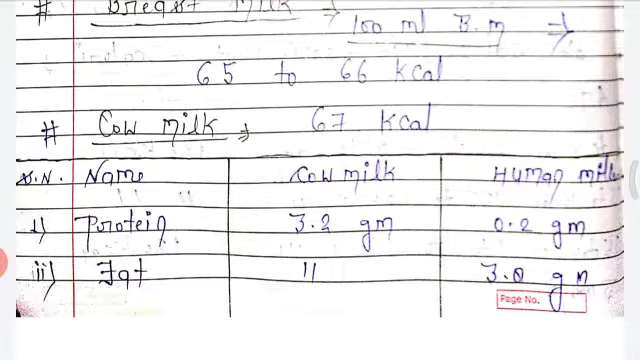 # Breast Milk ⇒
100 ml B.M ⇒
65 to 66 Kcal
# Cow milk ⇒ 67 Kcal
S.N. Name Cow milk Human milk
i) Protein 3.2 gm 0.2 gm
ii) Fat 11 3.8 gm
Page No.